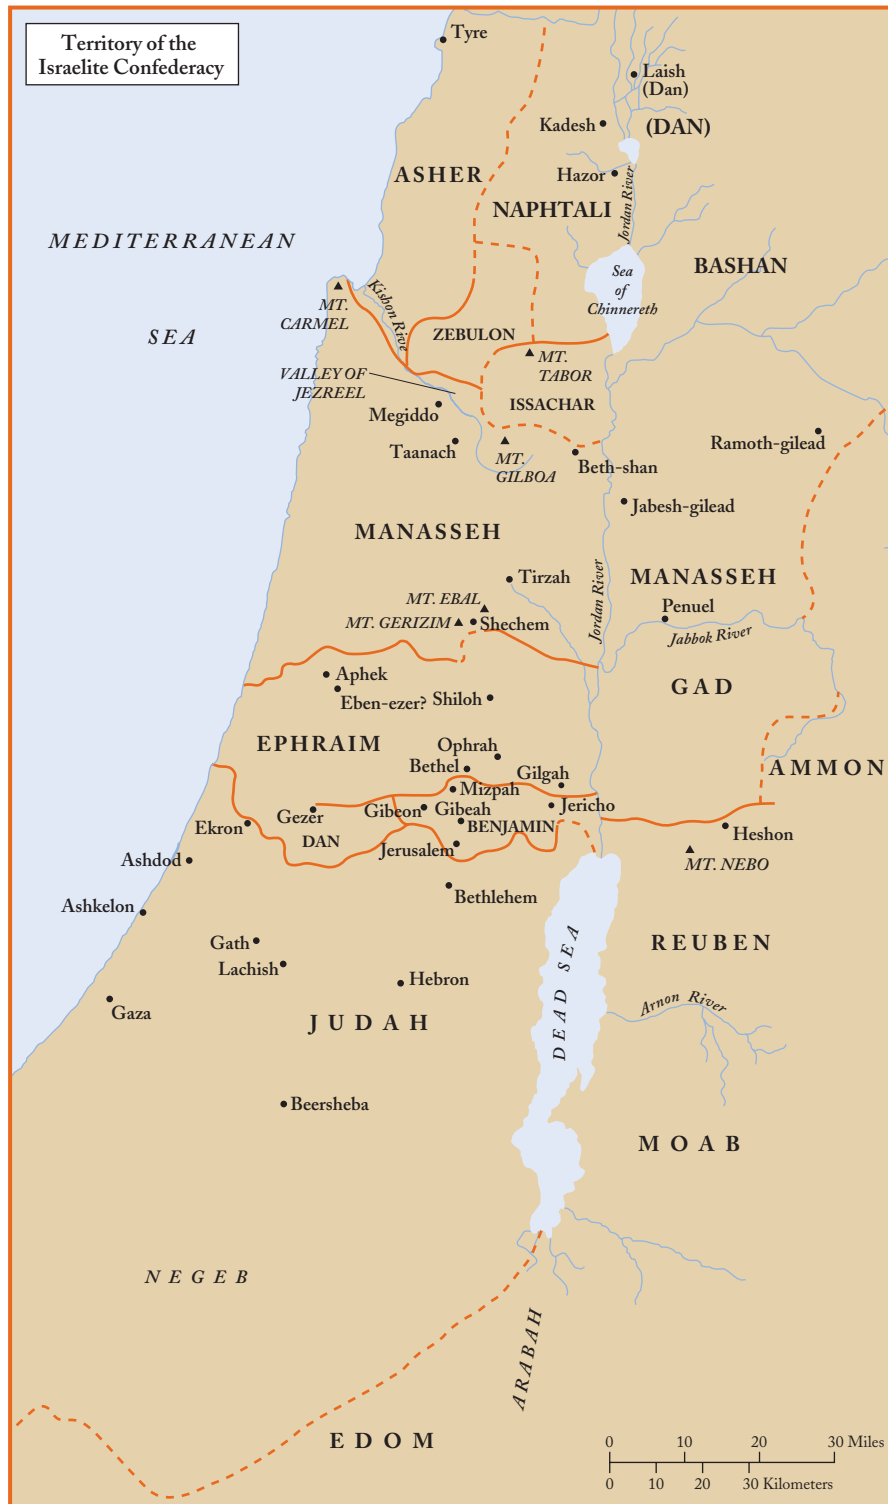 Territory of the
Israelite Confederacy
Tyre
Laish
(Dan)
Kadesh
(DAN)
ASHER
Hazor
NAPHTALI
Jordan River
MEDITERRANEAN
SEA
BASHAN
Sea
of
Chinnereth
MT.
CARMEL
Kishon Rive
ZEBULON
MT.
TABOR
VALLEY OF
JEZREEL
ISSACHAR
Megiddo
Taanach
MT.
GILBOA
Beth-shan
Ramoth-gilead
Jabesh-gilead
MANASSEH
Tirzah
Jordan River
MANASSEH
MT. EBAL
MT. GERIZIM
Shechem
Penuel
Jabbok River
Aphek
Eben-ezer?
Shiloh
GAD
EPHRAIM
Ophrah
Bethel
Gilgah
AMMON
Mizpah
Jericho
Gezer
Gibeon
Gibeah
BENJAMIN
Ekron
DAN
Heshon
Jerusalem
MT. NEBO
Ashdod
Bethlehem
Ashkelon
Gath
Lachish
Hebron
DEAD SEA
REUBEN
Arnon River
Gaza
JUDAH
Beersheba
MOAB
NEGEB
ARABAH
EDOM
0 10 20 30 Miles
0 10 20 30 Kilometers